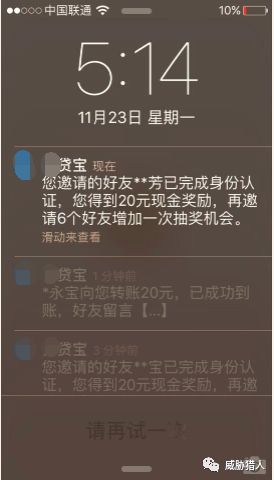 中国联通
10%
5:14
11月23日 星期一
贷宝 现在
您邀请的好友**芳已完成身份认
证，您得到20元现金奖励，再邀
请6个好友增加一次抽奖机会。
滑动来查看
贷宝 1分钟前
*永宝向您转账20元，已成功到
账，好友留言【...】
贷宝 3分钟前
您邀请的好友**宝已完成身份认
证，您得到20元现金奖励，再邀
请再试一次
威胁猎人